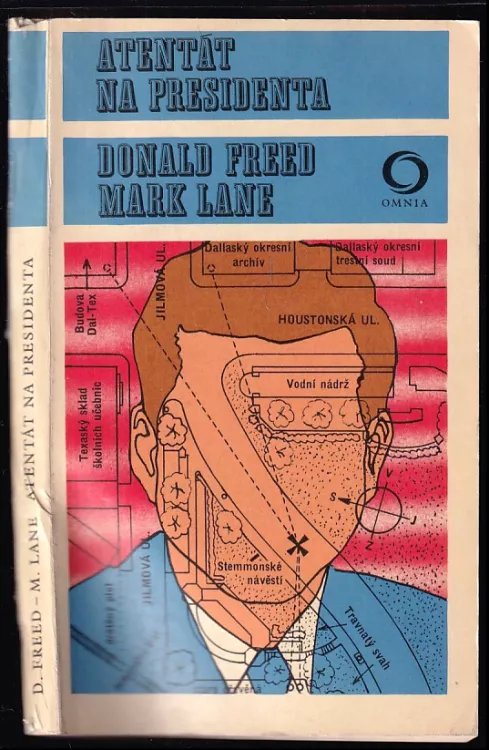 ATENTÁT
NA PRESIDENTA
DONALD FREED
MARK LANE
OMNIA
D. FREED – M. LANE ATENTÁT NA PRESIDENTA
JILMOVÁ UL.
Dallaský okresní
archiv
Dallaský okresní
trestní soud
Budova
Dal-Tex
HOUSTONSKÁ UL.
Vodní nádrž
Texaský sklad
školních učebnic
V
S
J
Z
Stemmonské
návěstí
JILMOVÁ UL.
Travnatý svah